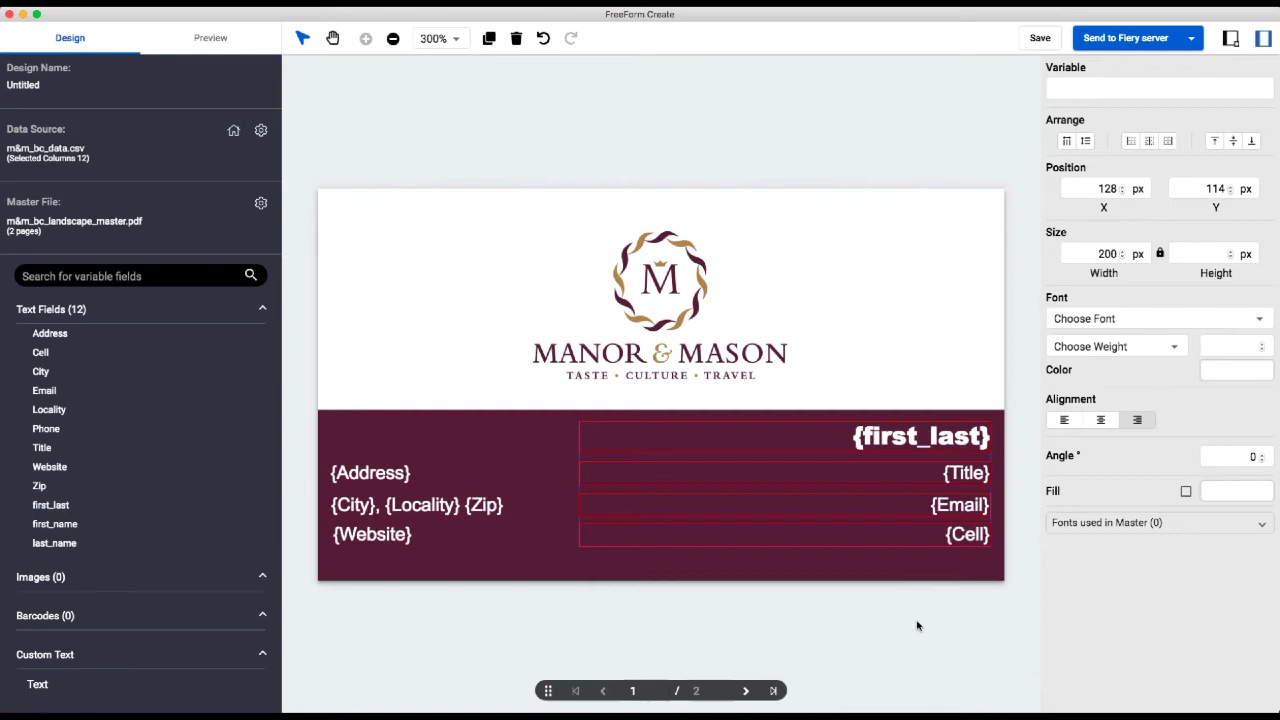 FreeForm Create
Design
Preview
300%
Save
Send to Fiery server
Design Name:
Untitled
Data Source:
m&m_bc_data.csv
(Selected Columns 12)
Master File:
m&m_bc_landscape_master.pdf
(2 pages)
Search for variable fields
Text Fields (12)
Address
Cell
City
Email
Locality
Phone
Title
Website
Zip
first_last
first_name
last_name
Images (0)
Barcodes (0)
Custom Text
Text
M
MANOR & MASON
TASTE • CULTURE • TRAVEL
{first_last}
{Address}
{Title}
{City}, {Locality} {Zip}
{Email}
{Website}
{Cell}
1 / 2
Variable
Arrange
Position
128 px
114 px
X
Y
Size
200 px
px
Width
Height
Font
Choose Font
Choose Weight
Color
Alignment
Angle °
0
Fill
Fonts used in Master (0)